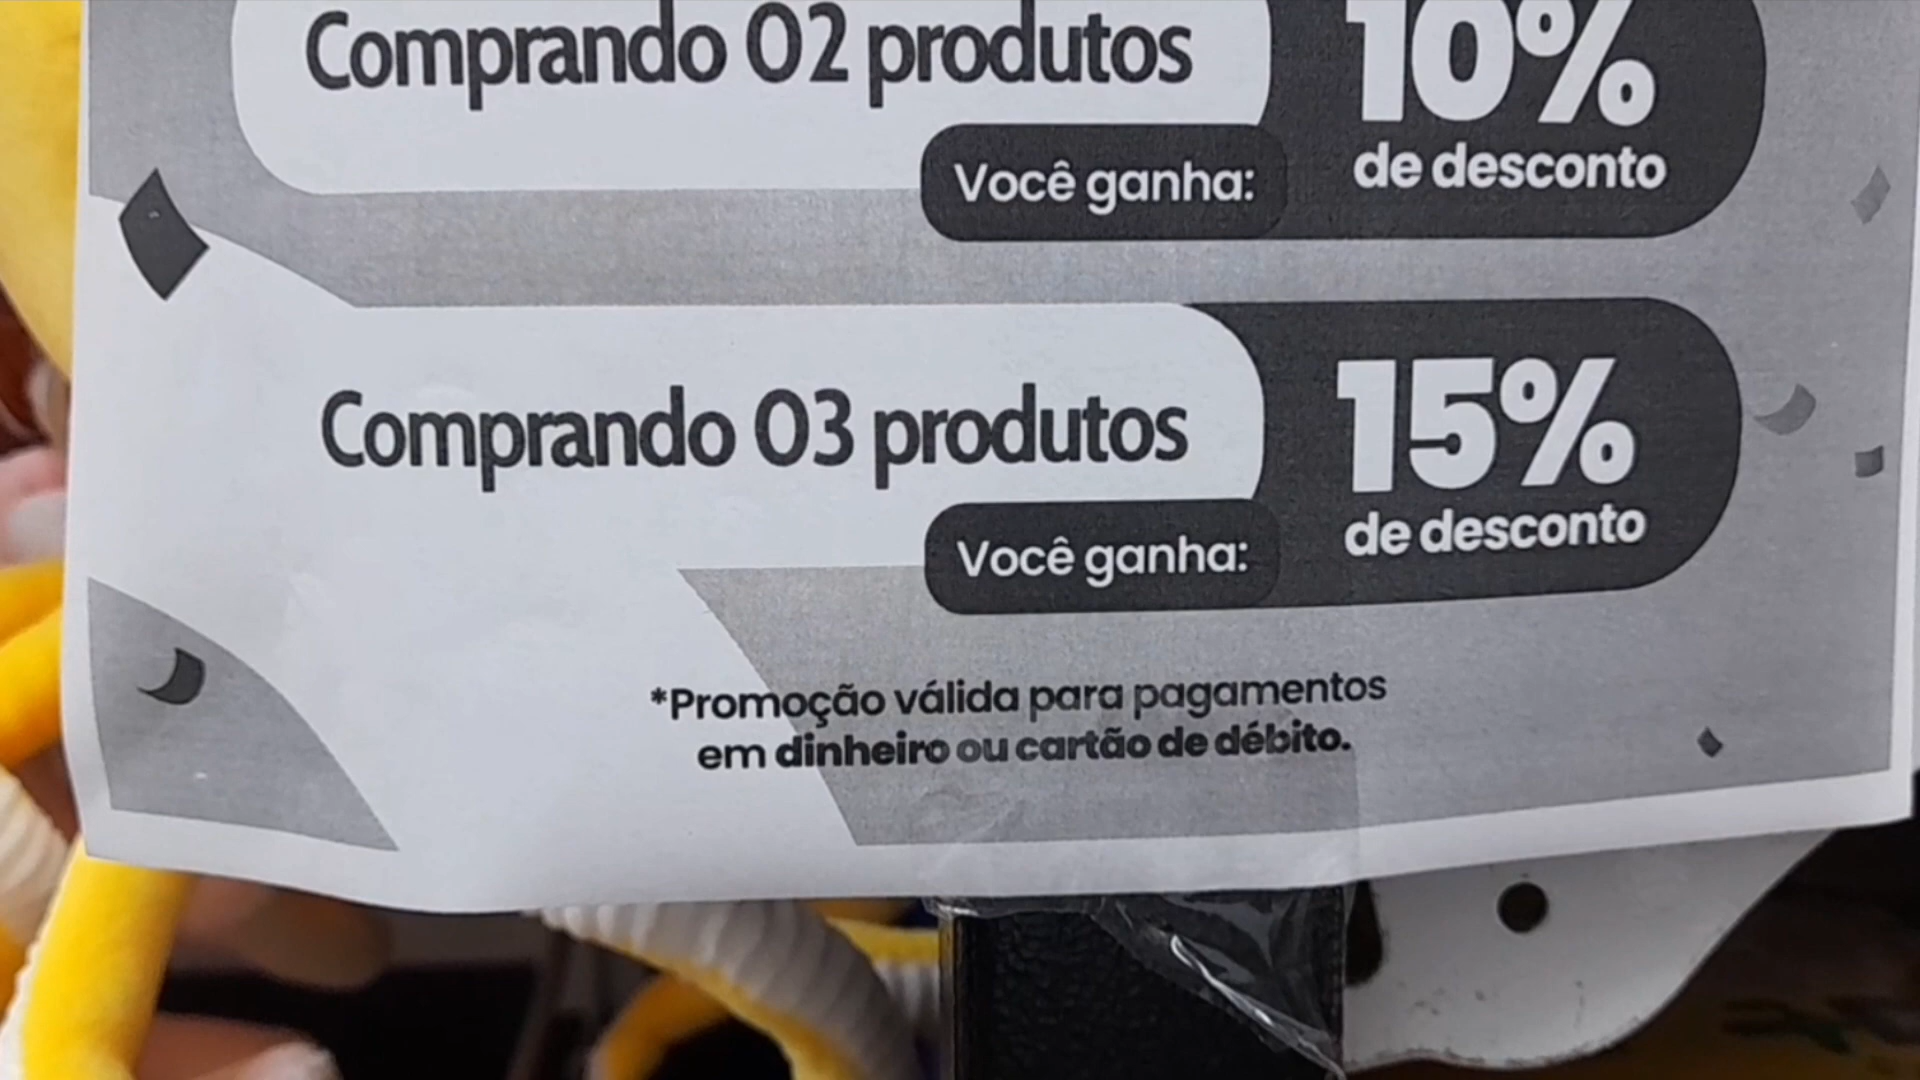 Comprando 02 produtos
Você ganha:
10%
de desconto
Comprando 03 produtos
Você ganha:
15%
de desconto
*Promoção válida para pagamentos
em dinheiro ou cartão de débito.